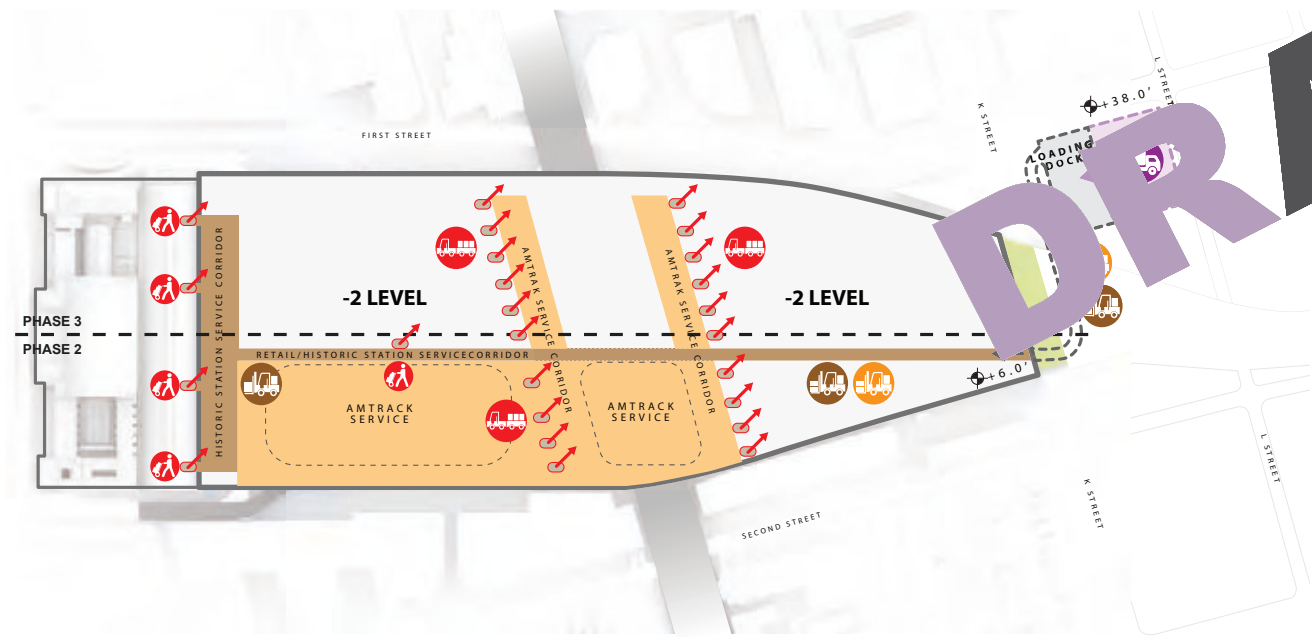 L STREET
+38.0'
K STREET
FIRST STREET
LOADING
DOCK
DR
HISTORIC STATION SERVICE CORRIDOR
AMTRAK SERVICE CORRIDOR
AMTRAK SERVICE CORRIDOR
-2 LEVEL
-2 LEVEL
PHASE 3
PHASE 2
RETAIL/HISTORIC STATION SERVICECORRIDOR
+6.0'
AMTRACK
SERVICE
AMTRACK
SERVICE
L STREET
K STREET
SECOND STREET